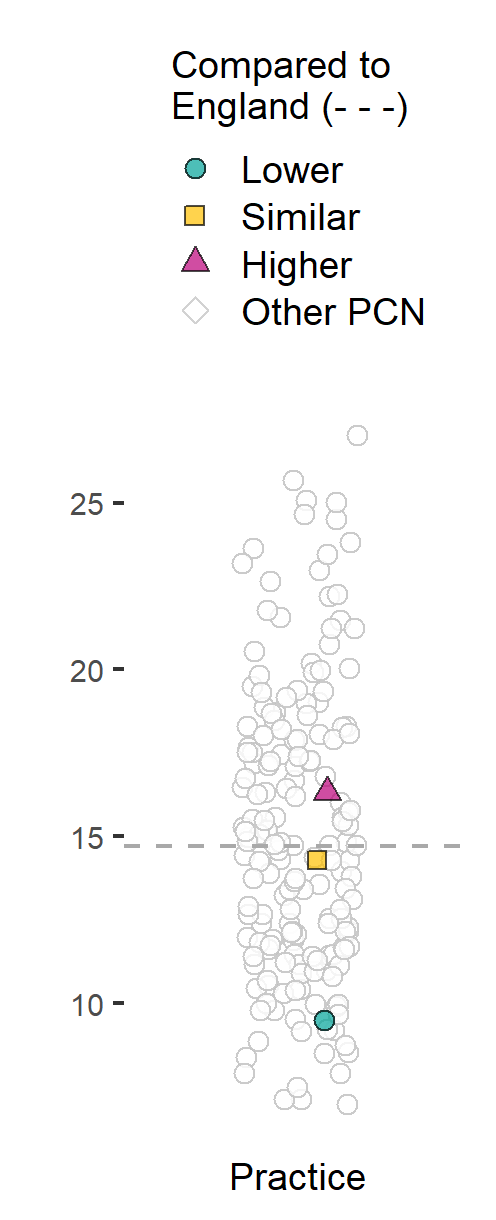 Compared to
England (- - -)
Lower
Similar
Higher
Other PCN
25
20
15
10
Practice